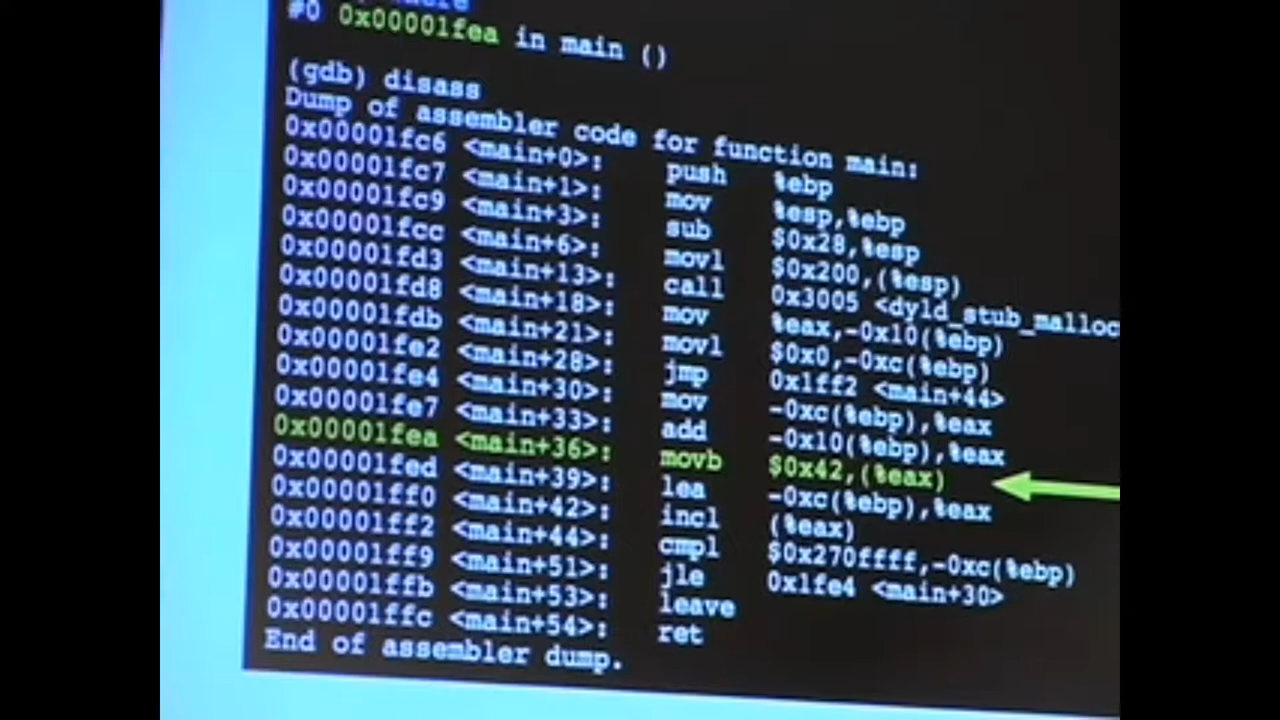 #0 0x00001fea in main ()
(gdb) disass
Dump of assembler code for function main:
0x00001fc6 <main+0>: push %ebp
0x00001fc7 <main+1>: mov %esp,%ebp
0x00001fc9 <main+3>: sub $0x28,%esp
0x00001fcc <main+6>: movl $0x200,(%esp)
0x00001fd3 <main+13>: call 0x3005 <dyld_stub_malloc
0x00001fd8 <main+18>: mov %eax,-0x10(%ebp)
0x00001fdb <main+21>: movl $0x0,-0xc(%ebp)
0x00001fe2 <main+28>: jmp 0x1ff2 <main+44>
0x00001fe4 <main+30>: mov -0xc(%ebp),%eax
0x00001fe7 <main+33>: add -0x10(%ebp),%eax
0x00001fea <main+36>: movb $0x42,(%eax)
0x00001fed <main+39>: lea -0xc(%ebp),%eax
0x00001ff0 <main+42>: incl (%eax)
0x00001ff2 <main+44>: cmpl $0x270ffff,-0xc(%ebp)
0x00001ff9 <main+51>: jle 0x1fe4 <main+30>
0x00001ffb <main+53>: leave
0x00001ffc <main+54>: ret
End of assembler dump.